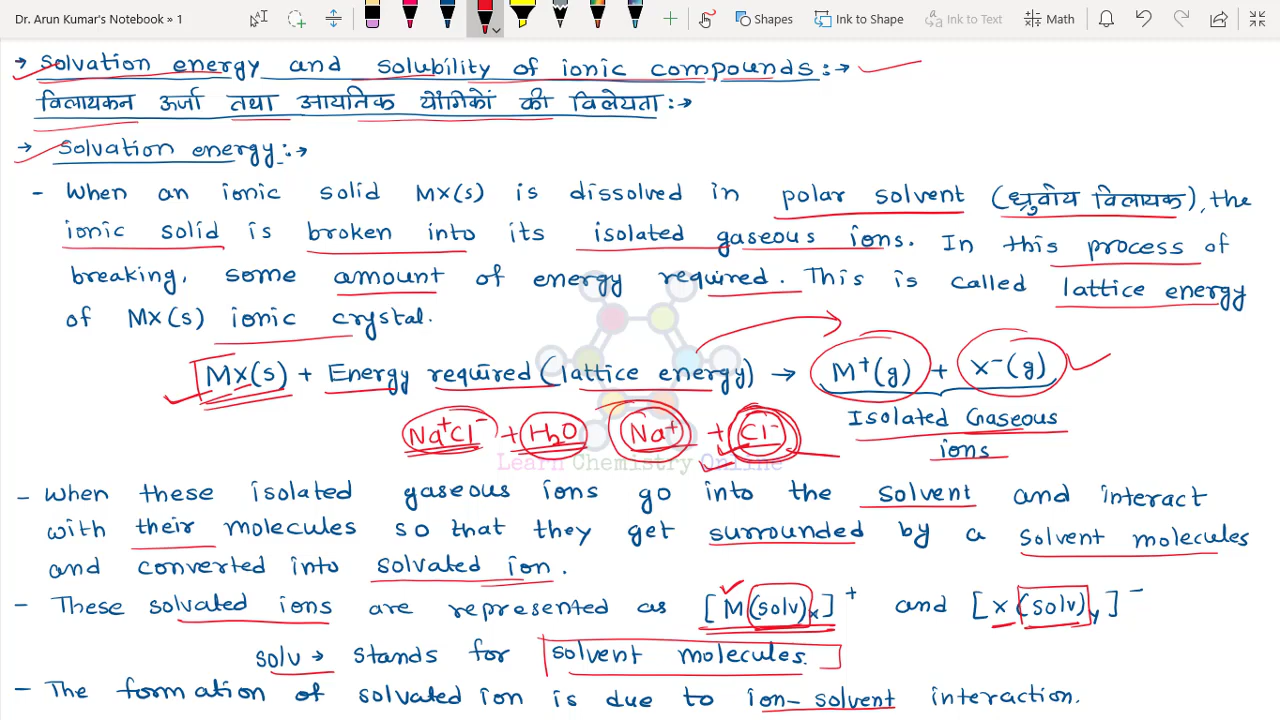 Dr. Arun Kumar's Notebook » 1
Shapes
Ink to Shape
Ink to Text
Math
→ Solvation energy and solubility of ionic compounds:→
विलायकन ऊर्जा तथा आयतिक यौगिकों की विलेयता:→
→ Solvation energy:→
- When an ionic solid MX(s) is dissolved in polar solvent (ध्रुवीय विलायक), the
ionic solid is broken into its isolated gaseous ions. In this process of
breaking, some amount of energy required. This is called lattice energy
of MX(s) ionic crystal.
MX(s) + Energy required (lattice energy) → M⁺(g) + X⁻(g)
Isolated Gaseous
ions
Na⁺Cl⁻ + H₂O Na⁺ + Cl⁻
Learn Chemistry Online
- When these isolated gaseous ions go into the solvent and interact
with their molecules so that they get surrounded by a solvent molecules
and converted into solvated ion.
- These solvated ions are represented as [M(solv)ₓ]⁺ and [X(solv)ᵧ]⁻
solv → stands for solvent molecules.
- The formation of solvated ion is due to ion-solvent interaction.